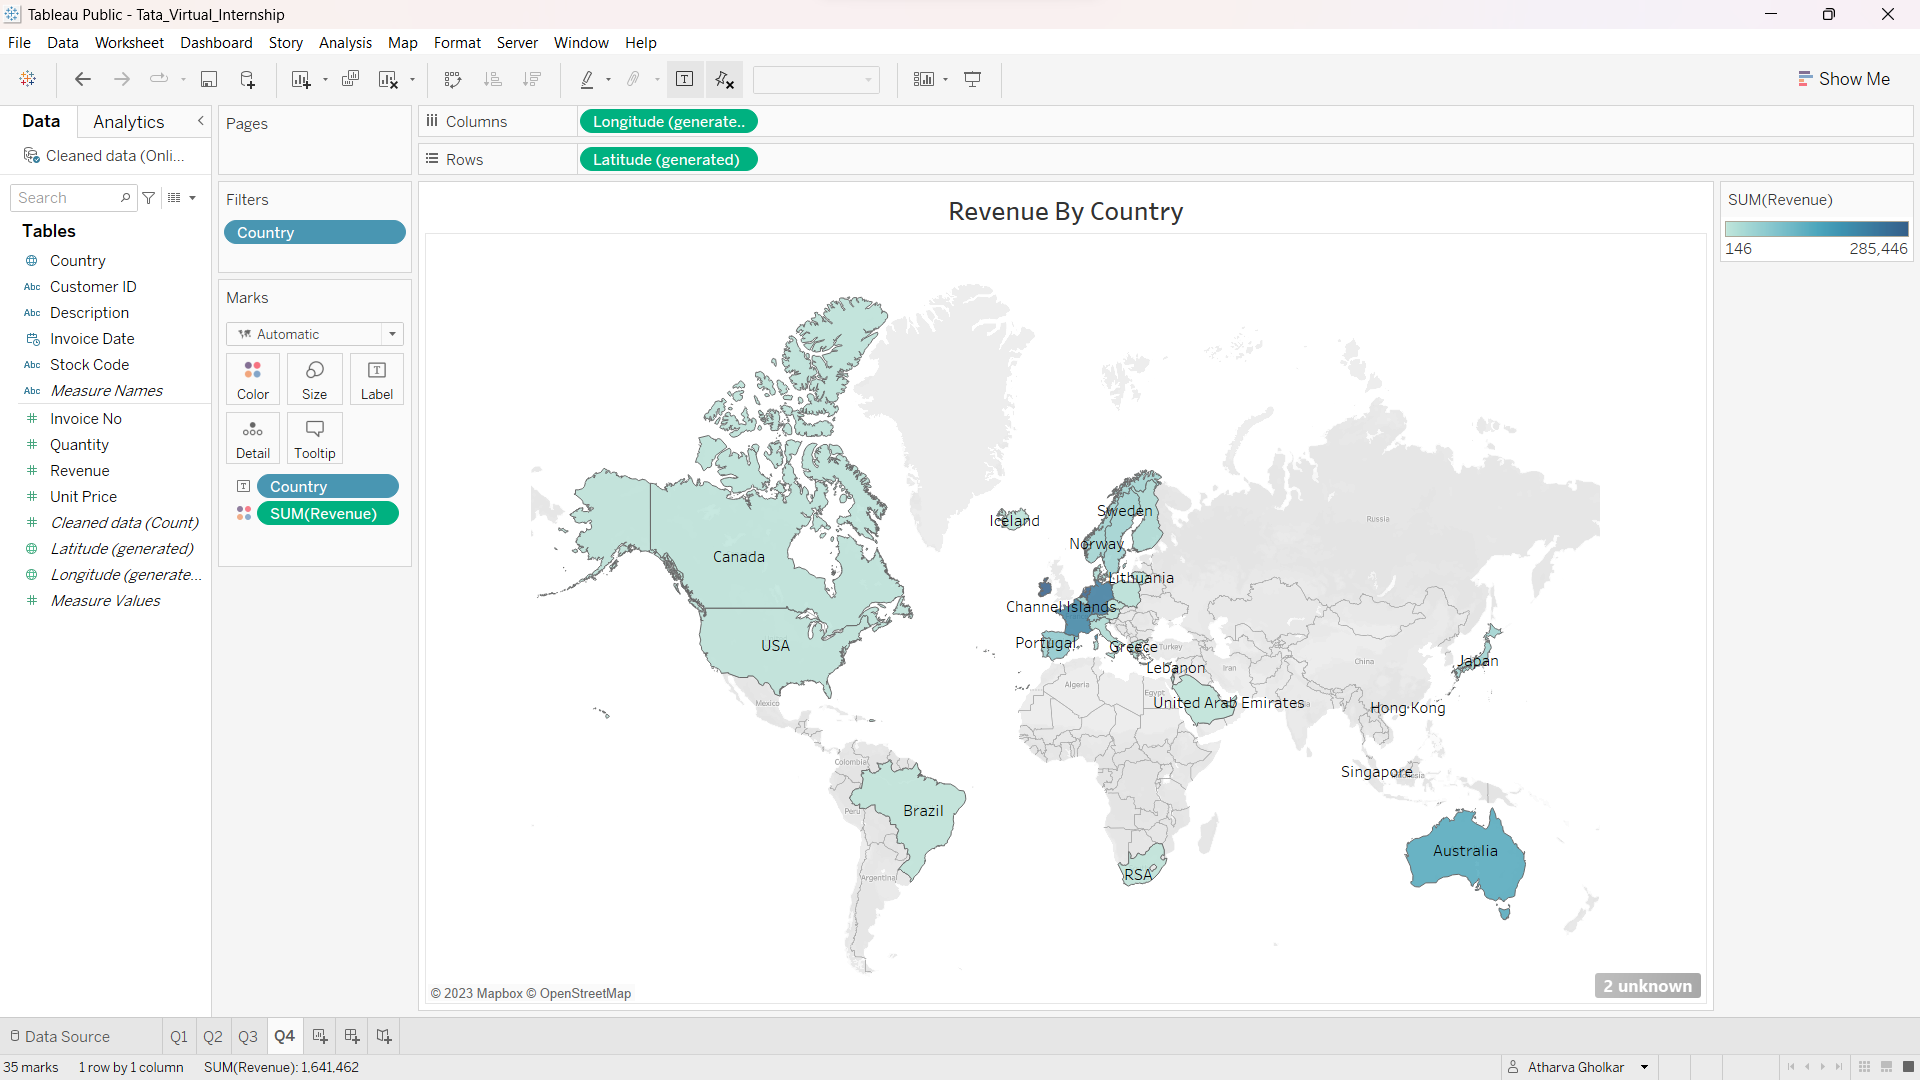 Tableau Public - Tata_Virtual_Internship
File Data Worksheet Dashboard Story Analysis Map Format Server Window Help
Show Me
Data Analytics
Cleaned data (Onli...
Search
Tables
Country
Abc Customer ID
Abc Description
Invoice Date
Abc Stock Code
Abc Measure Names
Invoice No
Quantity
Revenue
Unit Price
Cleaned data (Count)
Latitude (generated)
Longitude (generate...
Measure Values
Pages
Filters
Country
Marks
Automatic
Color Size Label
Detail Tooltip
Country
SUM(Revenue)
Columns Longitude (generate..
Rows Latitude (generated)
Revenue By Country
Iceland
Sweden
Russia
Norway
Canada
Lithuania
Channel Islands
Portugal
Greece
Turkey
USA
Japan
China
Lebanon
Iran
Algeria
Egypt
Mexico
United Arab Emirates
Hong Kong
Colombia
Singapore
Brazil
Peru
Australia
RSA
Argentina
© 2023 Mapbox © OpenStreetMap
2 unknown
SUM(Revenue)
146 285,446
Data Source Q1 Q2 Q3 Q4
35 marks 1 row by 1 column SUM(Revenue): 1,641,462
Atharva Gholkar